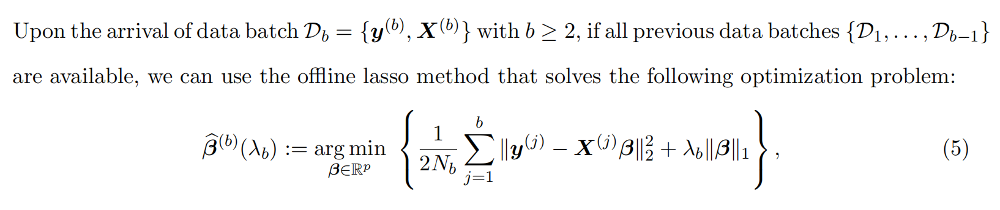 Upon the arrival of data batch $\mathcal{D}_b = \{\boldsymbol{y}^{(b)}, \boldsymbol{X}^{(b)}\}$ with $b \geq 2$, if all previous data batches $\{\mathcal{D}_1, \ldots, \mathcal{D}_{b-1}\}$
are available, we can use the offline lasso method that solves the following optimization problem:
$\widehat{\boldsymbol{\beta}}^{(b)}(\lambda_b) := \underset{\boldsymbol{\beta} \in \mathbb{R}^p}{\arg\min} \left\{ \frac{1}{2N_b} \sum_{j=1}^{b} \|\boldsymbol{y}^{(j)} - \boldsymbol{X}^{(j)}\boldsymbol{\beta}\|_2^2 + \lambda_b \|\boldsymbol{\beta}\|_1 \right\},$ (5)